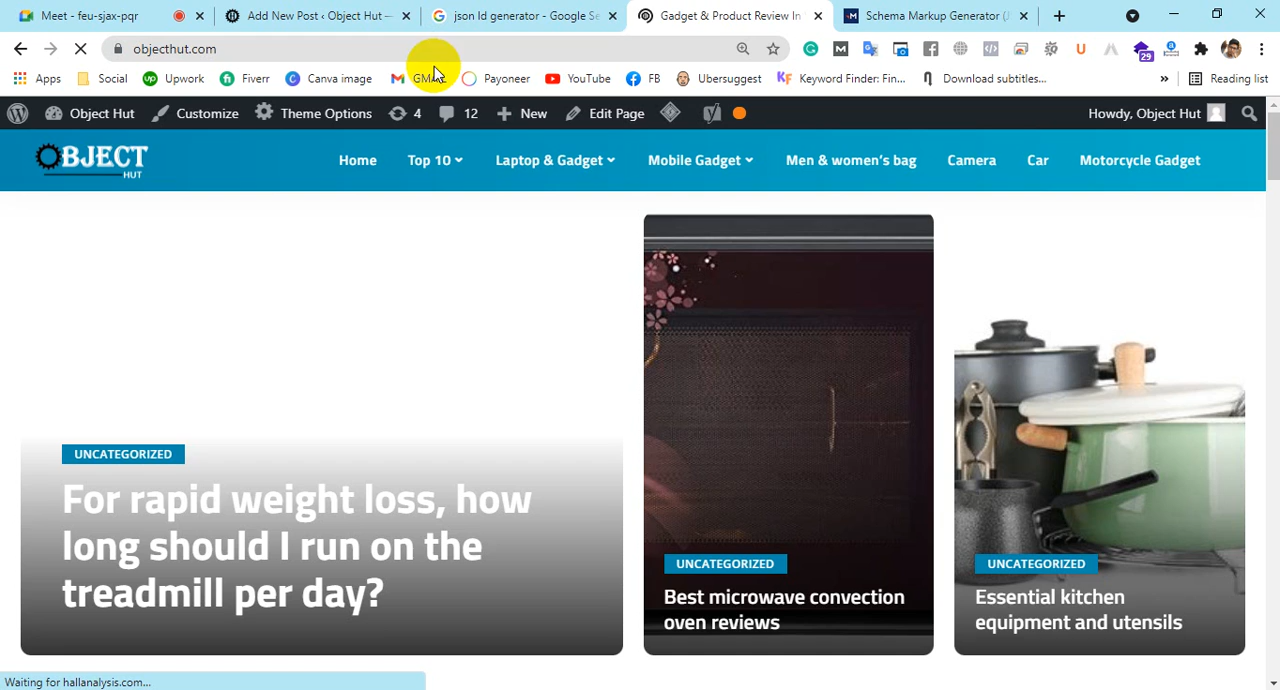 Meet - feu-sjax-pqr
Add New Post ‹ Object Hut —
json ld generator - Google Se
Gadget & Product Review In
Schema Markup Generator (J
objecthut.com
Apps
Social
Upwork
Fiverr
Canva image
GMAIL
Payoneer
YouTube
FB
Ubersuggest
Keyword Finder: Fin...
Download subtitles...
»
Reading list
29
Object Hut
Customize
Theme Options
4
12
New
Edit Page
Howdy, Object Hut
OBJECT
HUT
Home
Top 10
Laptop & Gadget
Mobile Gadget
Men & women's bag
Camera
Car
Motorcycle Gadget
UNCATEGORIZED
For rapid weight loss, how
long should I run on the
treadmill per day?
UNCATEGORIZED
Best microwave convection
oven reviews
UNCATEGORIZED
Essential kitchen
equipment and utensils
Waiting for hallanalysis.com...